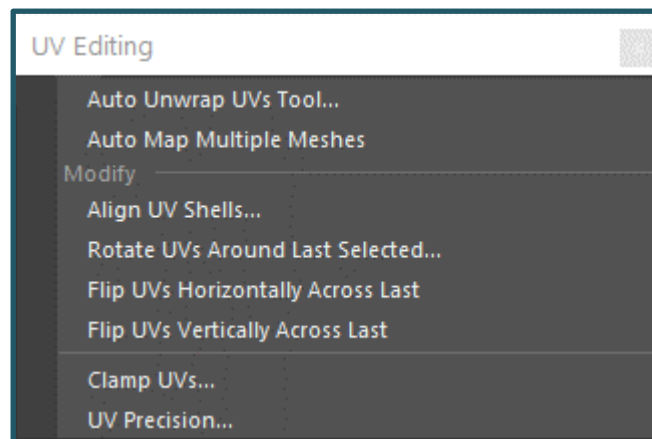 UV Editing
Auto Unwrap UVs Tool...
Auto Map Multiple Meshes
Modify
Align UV Shells...
Rotate UVs Around Last Selected...
Flip UVs Horizontally Across Last
Flip UVs Vertically Across Last
Clamp UVs...
UV Precision...